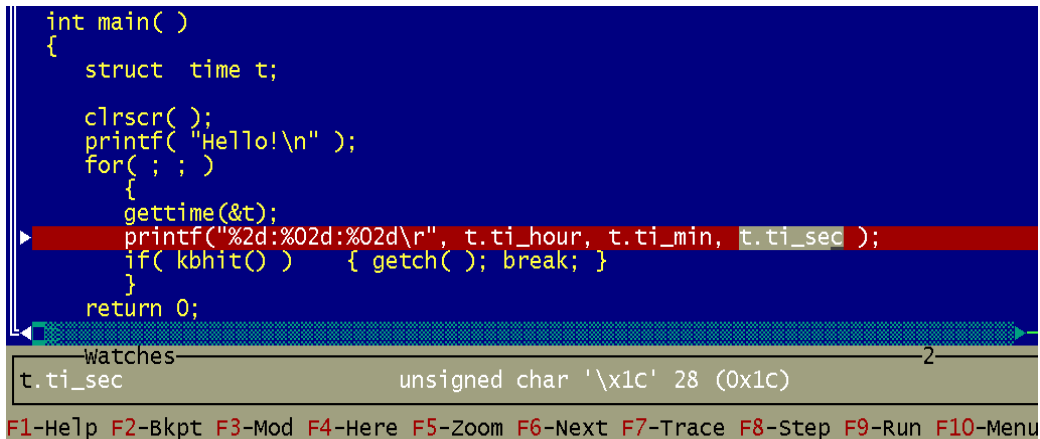 int main( )
{
struct  time t;
clrscr( );
printf( "Hello!\n" );
for( ; ; )
{
gettime(&t);
printf("%2d:%02d:%02d\r", t.ti_hour, t.ti_min, t.ti_sec );
if( kbhit() )    { getch( ); break; }
}
return 0;
Watches 2
t.ti_sec unsigned char '\x1C' 28 (0x1C)
F1-Help F2-Bkpt F3-Mod F4-Here F5-Zoom F6-Next F7-Trace F8-Step F9-Run F10-Menu